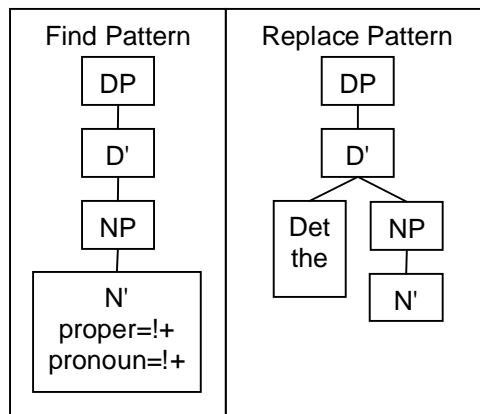 Find Pattern
DP
D'
NP
N'
proper=!+
pronoun=!+
Replace Pattern
DP
D'
Det
the
NP
N'